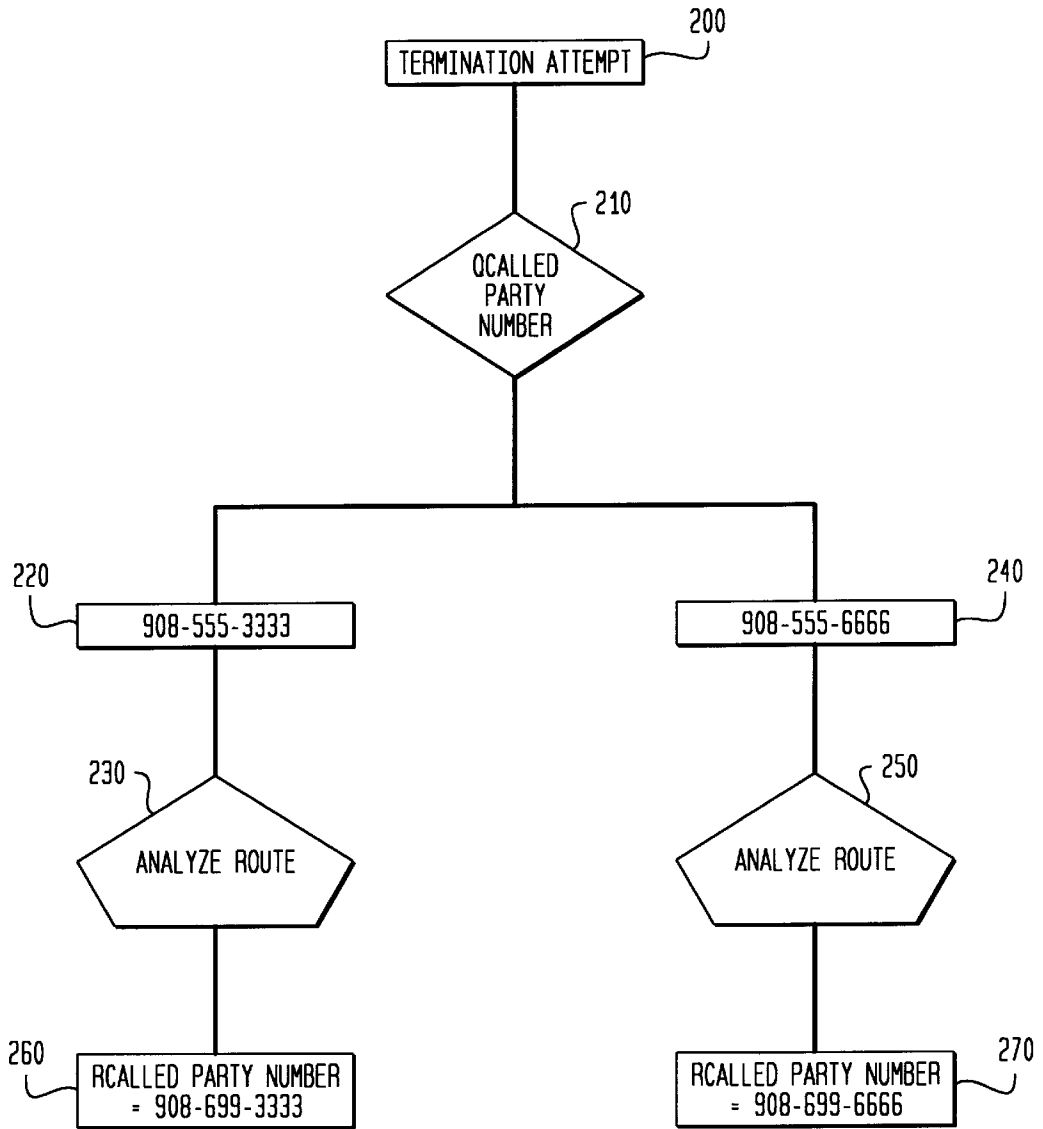 200
TERMINATION ATTEMPT
210
QCALLED
PARTY
NUMBER
220
908-555-3333
240
908-555-6666
230
ANALYZE ROUTE
250
ANALYZE ROUTE
260
RCALLED PARTY NUMBER
= 908-699-3333
270
RCALLED PARTY NUMBER
= 908-699-6666